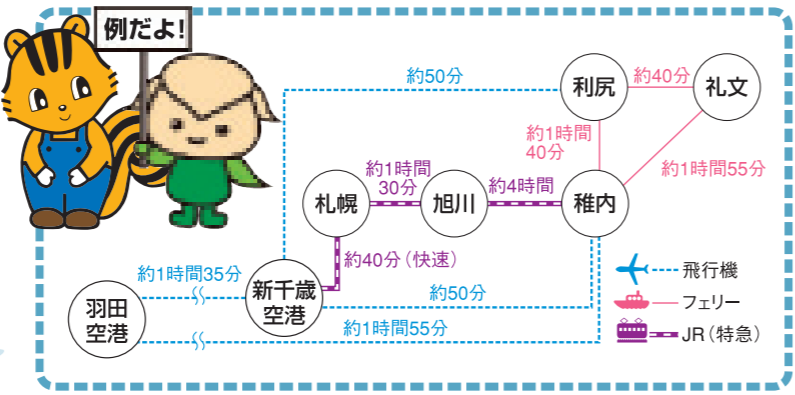 例だよ!
約50分
利尻
約40分
礼文
約1時間
40分
約1時間55分
約1時間
30分
約4時間
札幌
旭川
稚内
約40分（快速）
約1時間35分
新千歳
空港
約50分
羽田
空港
約1時間55分
飛行機
フェリー
JR（特急）